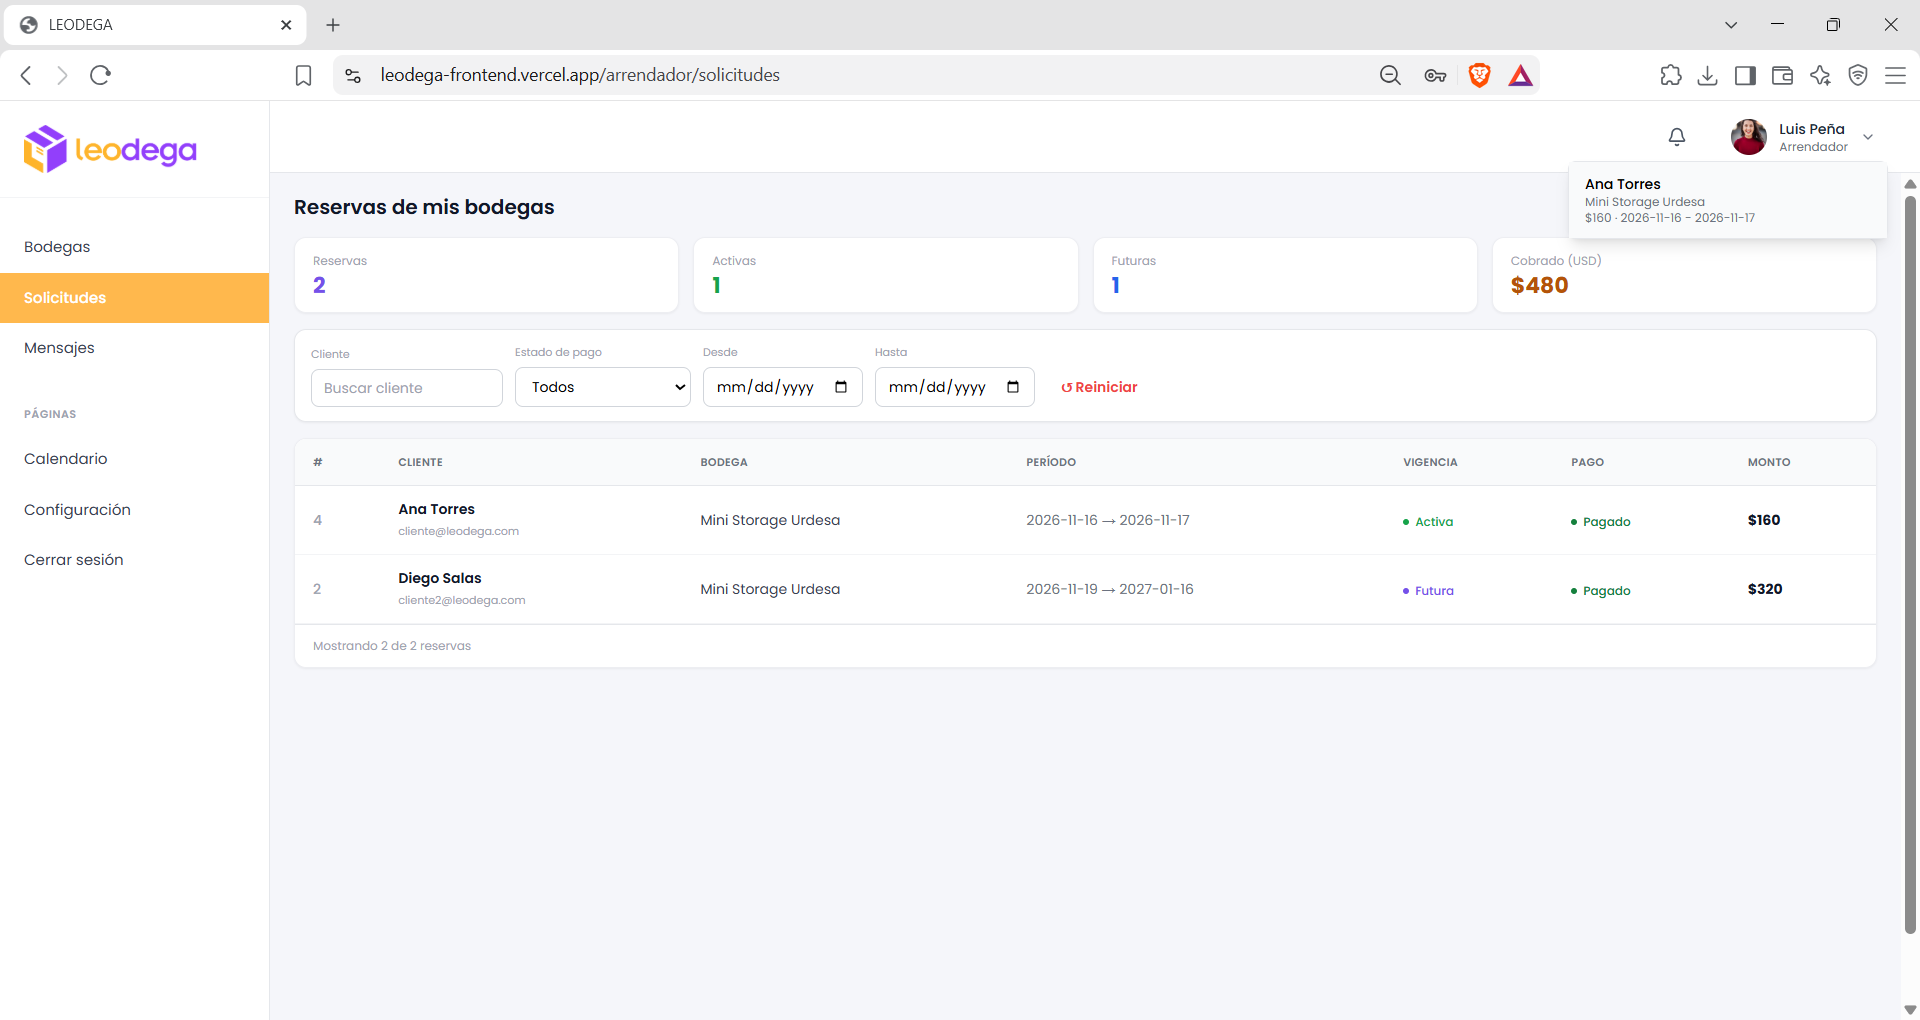 LEODEGA
leodega-frontend.vercel.app/arrendador/solicitudes
leodega
Luis Peña
Arrendador
Ana Torres
Mini Storage Urdesa
$160 · 2026-11-16 - 2026-11-17
Bodegas
Solicitudes
Mensajes
PÁGINAS
Calendario
Configuración
Cerrar sesión
Reservas de mis bodegas
Reservas
2
Activas
1
Futuras
1
Cobrado (USD)
$480
Cliente
Buscar cliente
Estado de pago
Todos
Desde
mm/dd/yyyy
Hasta
mm/dd/yyyy
↺ Reiniciar
# CLIENTE BODEGA PERÍODO VIGENCIA PAGO MONTO
4 Ana Torres Mini Storage Urdesa 2026-11-16 → 2026-11-17 • Activa • Pagado $160
cliente@leodega.com
2 Diego Salas Mini Storage Urdesa 2026-11-19 → 2027-01-16 • Futura • Pagado $320
cliente2@leodega.com
Mostrando 2 de 2 reservas